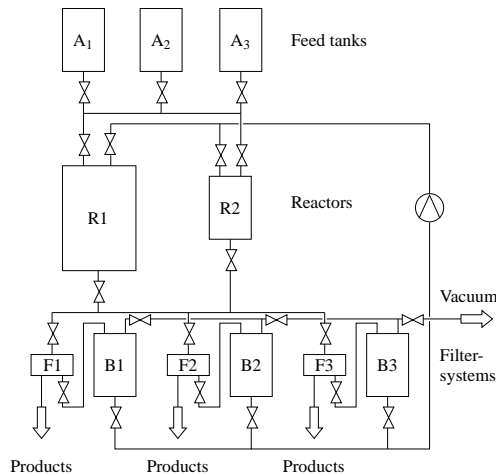 A1 A2 A3 Feed tanks
R1 R2 Reactors
Vacuum
F1 B1 F2 B2 F3 B3 Filter-
systems
Products Products Products